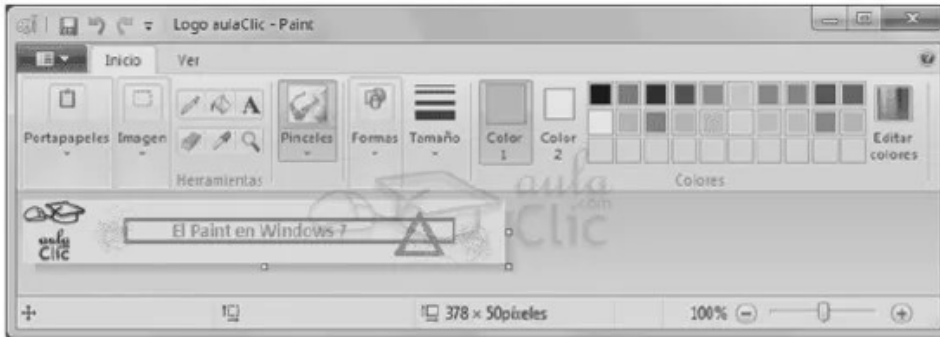 Logo aulaClic - Paint
Inicio Ver
Portapapeles Imagen Pinceles Formas Tamaño Color 1 Color 2 Editar colores
Herramientas Colores
aula
.com
Clic
El Paint en Windows 7
aula
Clic
378 × 50píxeles 100%